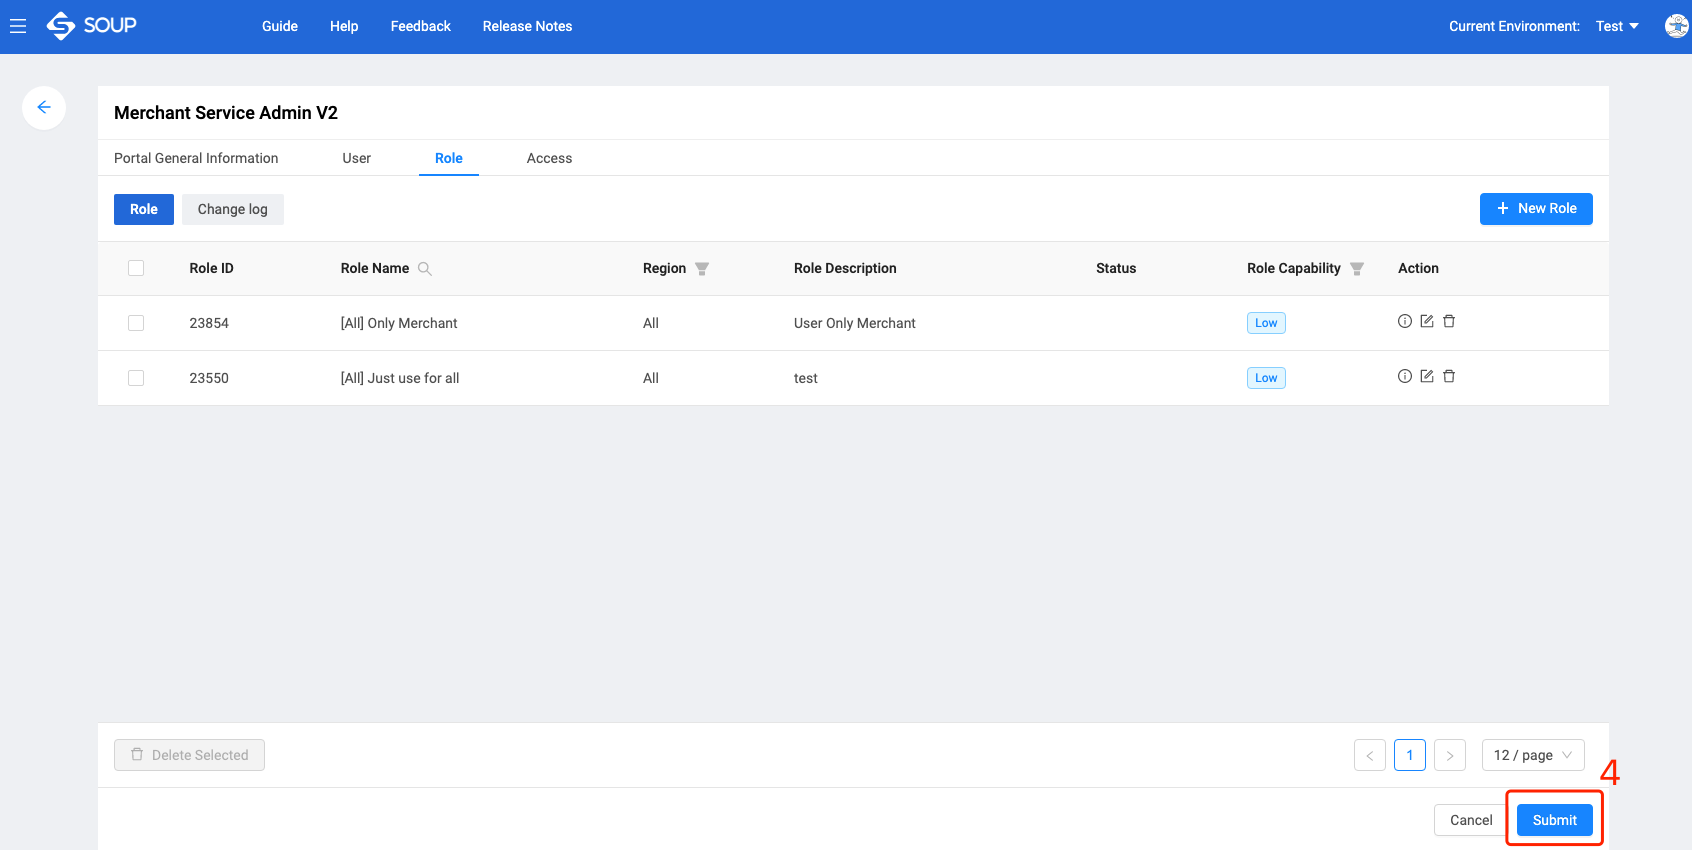 SOUP Guide Help Feedback Release Notes Current Environment: Test
Merchant Service Admin V2
Portal General Information User Role Access
Role Change log + New Role
Role ID Role Name Region Role Description Status Role Capability Action
23854 [All] Only Merchant All User Only Merchant Low
23550 [All] Just use for all All test Low
Delete Selected < 1 > 12 / page
4
Cancel Submit